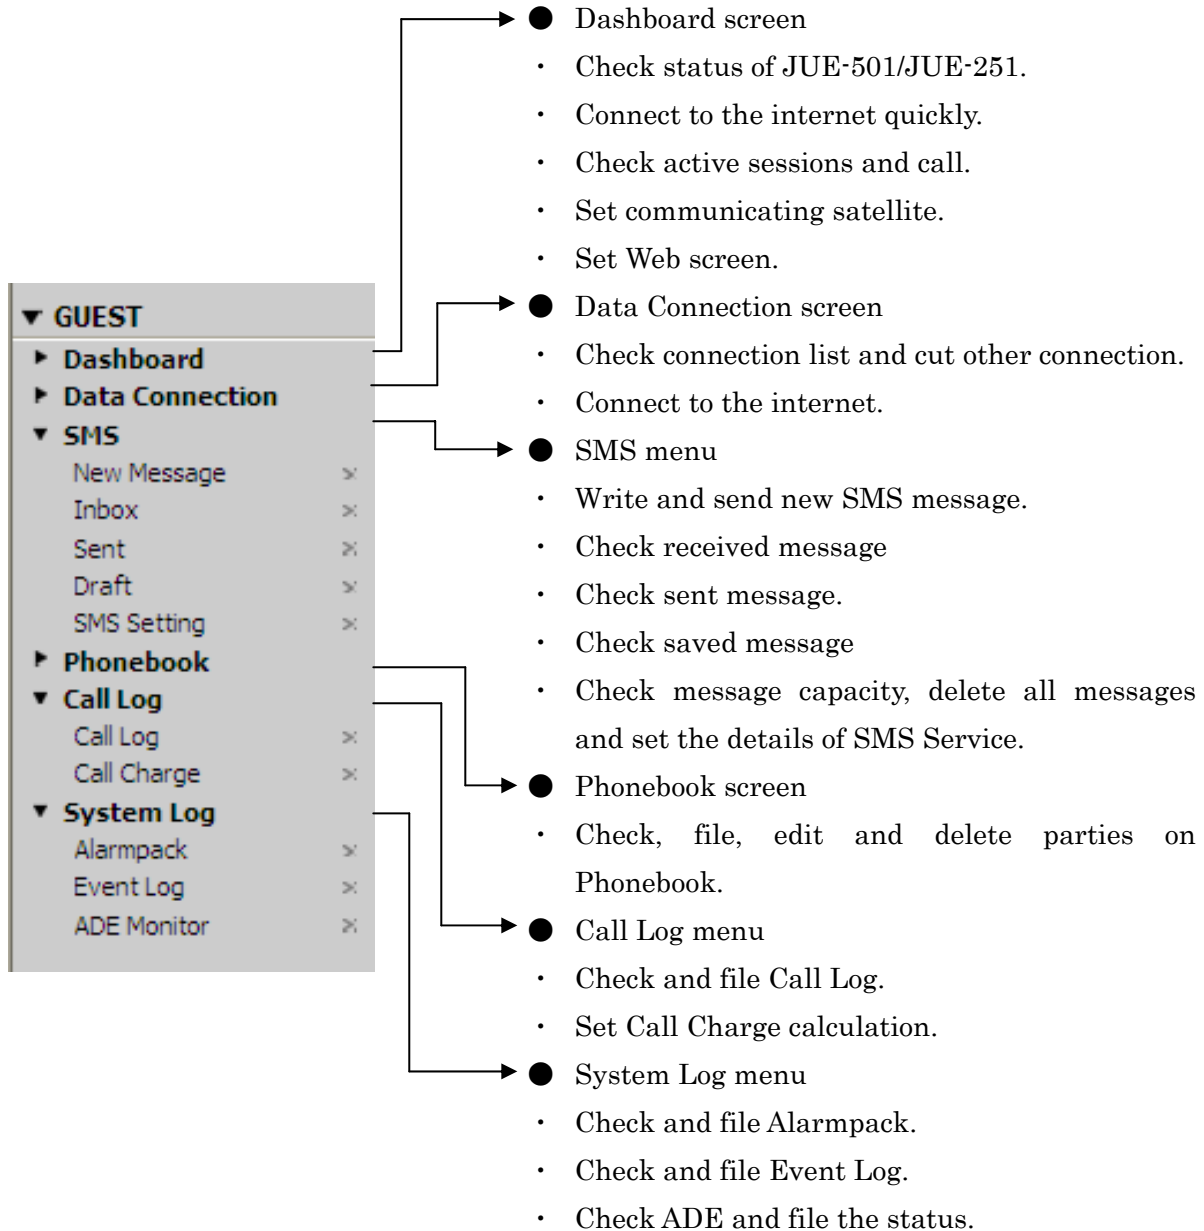 ▼ GUEST
▶ Dashboard
▶ Data Connection
▼ SMS
New Message
Inbox
Sent
Draft
SMS Setting
▶ Phonebook
▼ Call Log
Call Log
Call Charge
▼ System Log
Alarmpack
Event Log
ADE Monitor
● Dashboard screen
・ Check status of JUE-501/JUE-251.
・ Connect to the internet quickly.
・ Check active sessions and call.
・ Set communicating satellite.
・ Set Web screen.
● Data Connection screen
・ Check connection list and cut other connection.
・ Connect to the internet.
● SMS menu
・ Write and send new SMS message.
・ Check received message
・ Check sent message.
・ Check saved message
・ Check message capacity, delete all messages
and set the details of SMS Service.
● Phonebook screen
・ Check, file, edit and delete parties on
Phonebook.
● Call Log menu
・ Check and file Call Log.
・ Set Call Charge calculation.
● System Log menu
・ Check and file Alarmpack.
・ Check and file Event Log.
・ Check ADE and file the status.